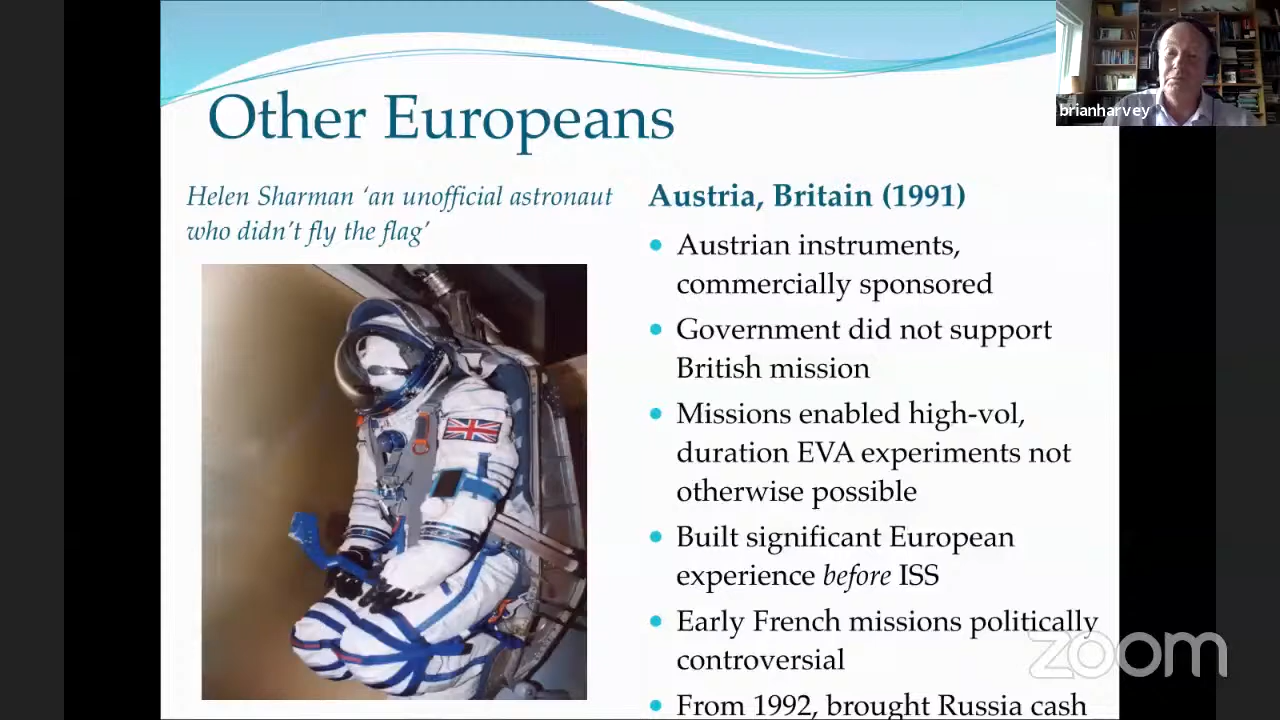 brianharvey
Other Europeans
Helen Sharman ‘an unofficial astronaut
who didn’t fly the flag’
Austria, Britain (1991)
• Austrian instruments,
commercially sponsored
• Government did not support
British mission
• Missions enabled high-vol,
duration EVA experiments not
otherwise possible
• Built significant European
experience before ISS
• Early French missions politically
controversial
• From 1992, brought Russia cash
zoom